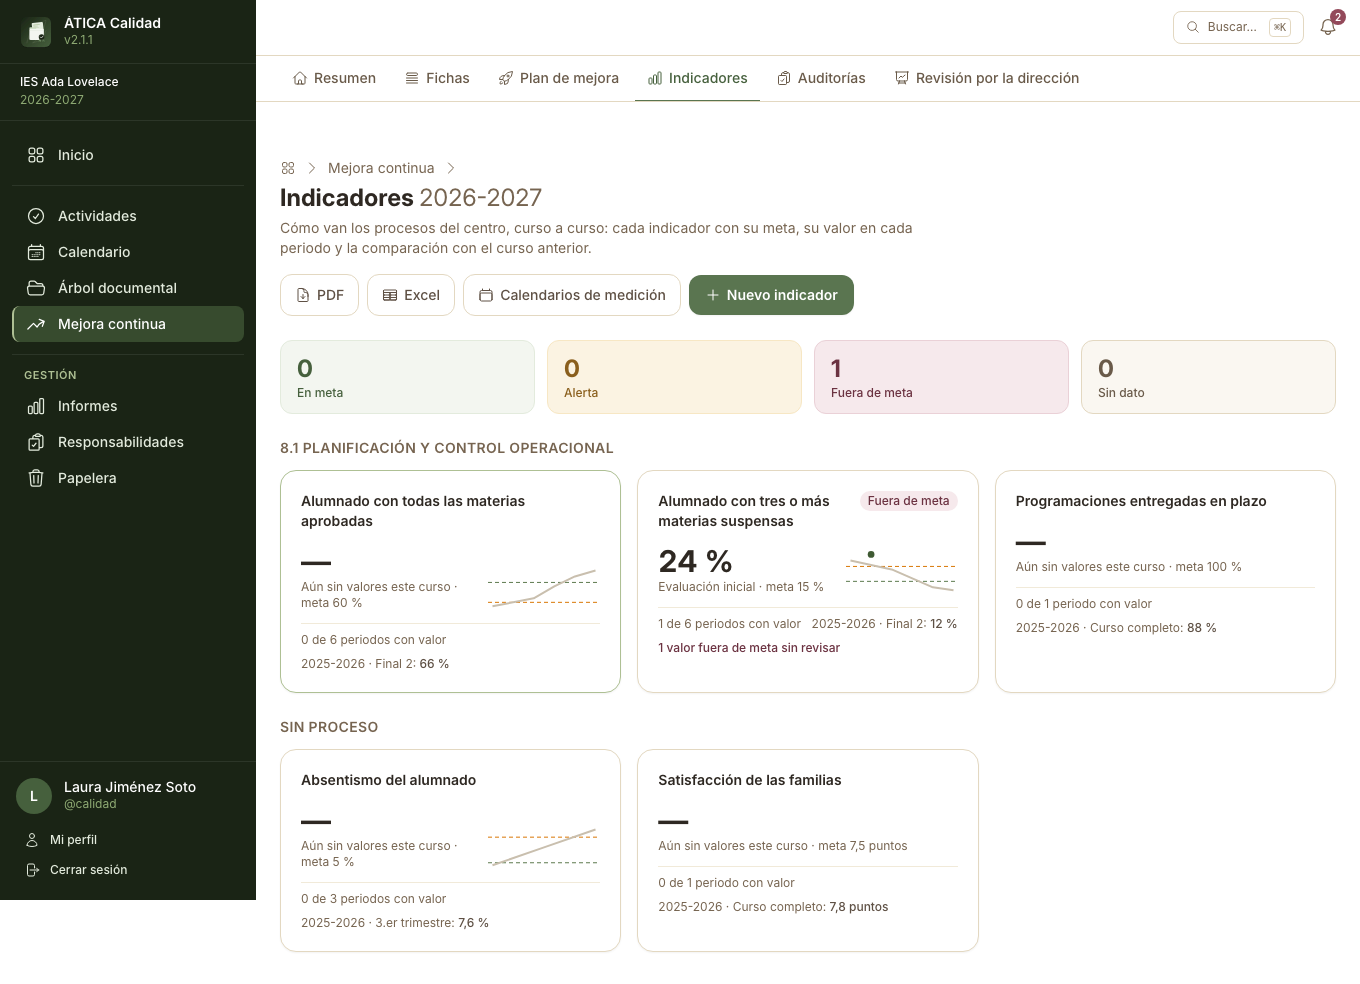 ÁTICA Calidad
v2.1.1
IES Ada Lovelace
2026-2027
Inicio
Actividades
Calendario
Árbol documental
Mejora continua
GESTIÓN
Informes
Responsabilidades
Papelera
L
Laura Jiménez Soto
@calidad
Mi perfil
Cerrar sesión
Buscar... ⌘K
2
Resumen
Fichas
Plan de mejora
Indicadores
Auditorías
Revisión por la dirección
Mejora continua
Indicadores 2026-2027
Cómo van los procesos del centro, curso a curso: cada indicador con su meta, su valor en cada
periodo y la comparación con el curso anterior.
PDF
Excel
Calendarios de medición
Nuevo indicador
0
En meta
0
Alerta
1
Fuera de meta
0
Sin dato
8.1 PLANIFICACIÓN Y CONTROL OPERACIONAL
Alumnado con todas las materias
aprobadas
—
Aún sin valores este curso ·
meta 60 %
0 de 6 periodos con valor
2025-2026 · Final 2: 66 %
Alumnado con tres o más
materias suspensas
Fuera de meta
24 %
Evaluación inicial · meta 15 %
1 de 6 periodos con valor
2025-2026 · Final 2: 12 %
1 valor fuera de meta sin revisar
Programaciones entregadas en plazo
—
Aún sin valores este curso · meta 100 %
0 de 1 periodo con valor
2025-2026 · Curso completo: 88 %
SIN PROCESO
Absentismo del alumnado
—
Aún sin valores este curso ·
meta 5 %
0 de 3 periodos con valor
2025-2026 · 3.er trimestre: 7,6 %
Satisfacción de las familias
—
Aún sin valores este curso · meta 7,5 puntos
0 de 1 periodo con valor
2025-2026 · Curso completo: 7,8 puntos